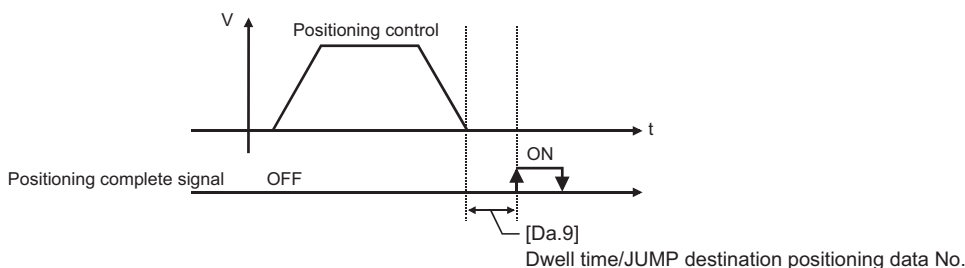 V
Positioning control
t
ON
Positioning complete signal OFF
[Da.9]
Dwell time/JUMP destination positioning data No.